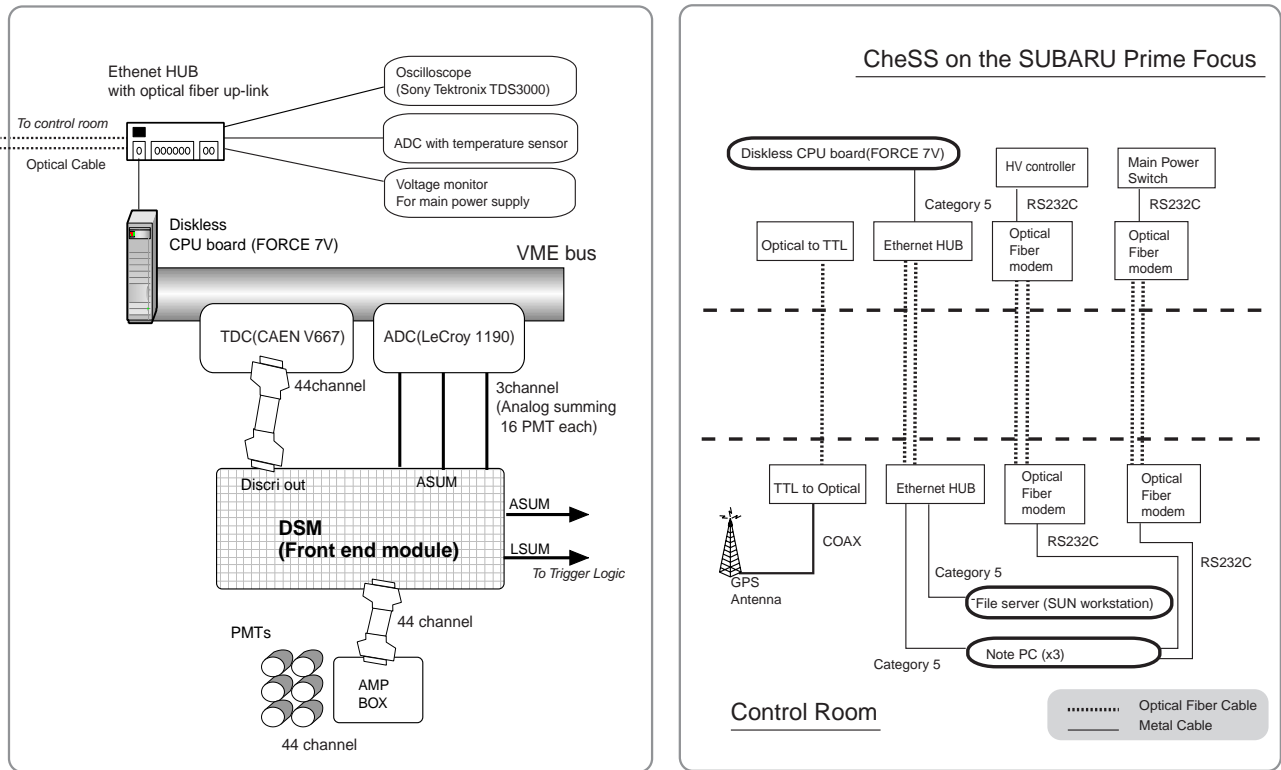 Ethenet HUB
with optical fiber up-link
To control room
Optical Cable
0 000000 00
Oscilloscope
(Sony Tektronix TDS3000)
ADC with temperature sensor
Voltage monitor
For main power supply
Diskless
CPU board (FORCE 7V)
VME bus
TDC(CAEN V667)
ADC(LeCroy 1190)
44channel
3channel
(Analog summing
16 PMT each)
Discri out
ASUM
DSM
(Front end module)
ASUM
LSUM
To Trigger Logic
44 channel
PMTs
AMP
BOX
44 channel
CheSS on the SUBARU Prime Focus
Diskless CPU board(FORCE 7V)
HV controller
Main Power
Switch
Category 5
RS232C
RS232C
Optical to TTL
Ethernet HUB
Optical
Fiber
modem
Optical
Fiber
modem
TTL to Optical
Ethernet HUB
Optical
Fiber
modem
Optical
Fiber
modem
COAX
RS232C
RS232C
GPS
Antenna
Category 5
File server (SUN workstation)
Note PC (x3)
Category 5
Control Room
Optical Fiber Cable
Metal Cable